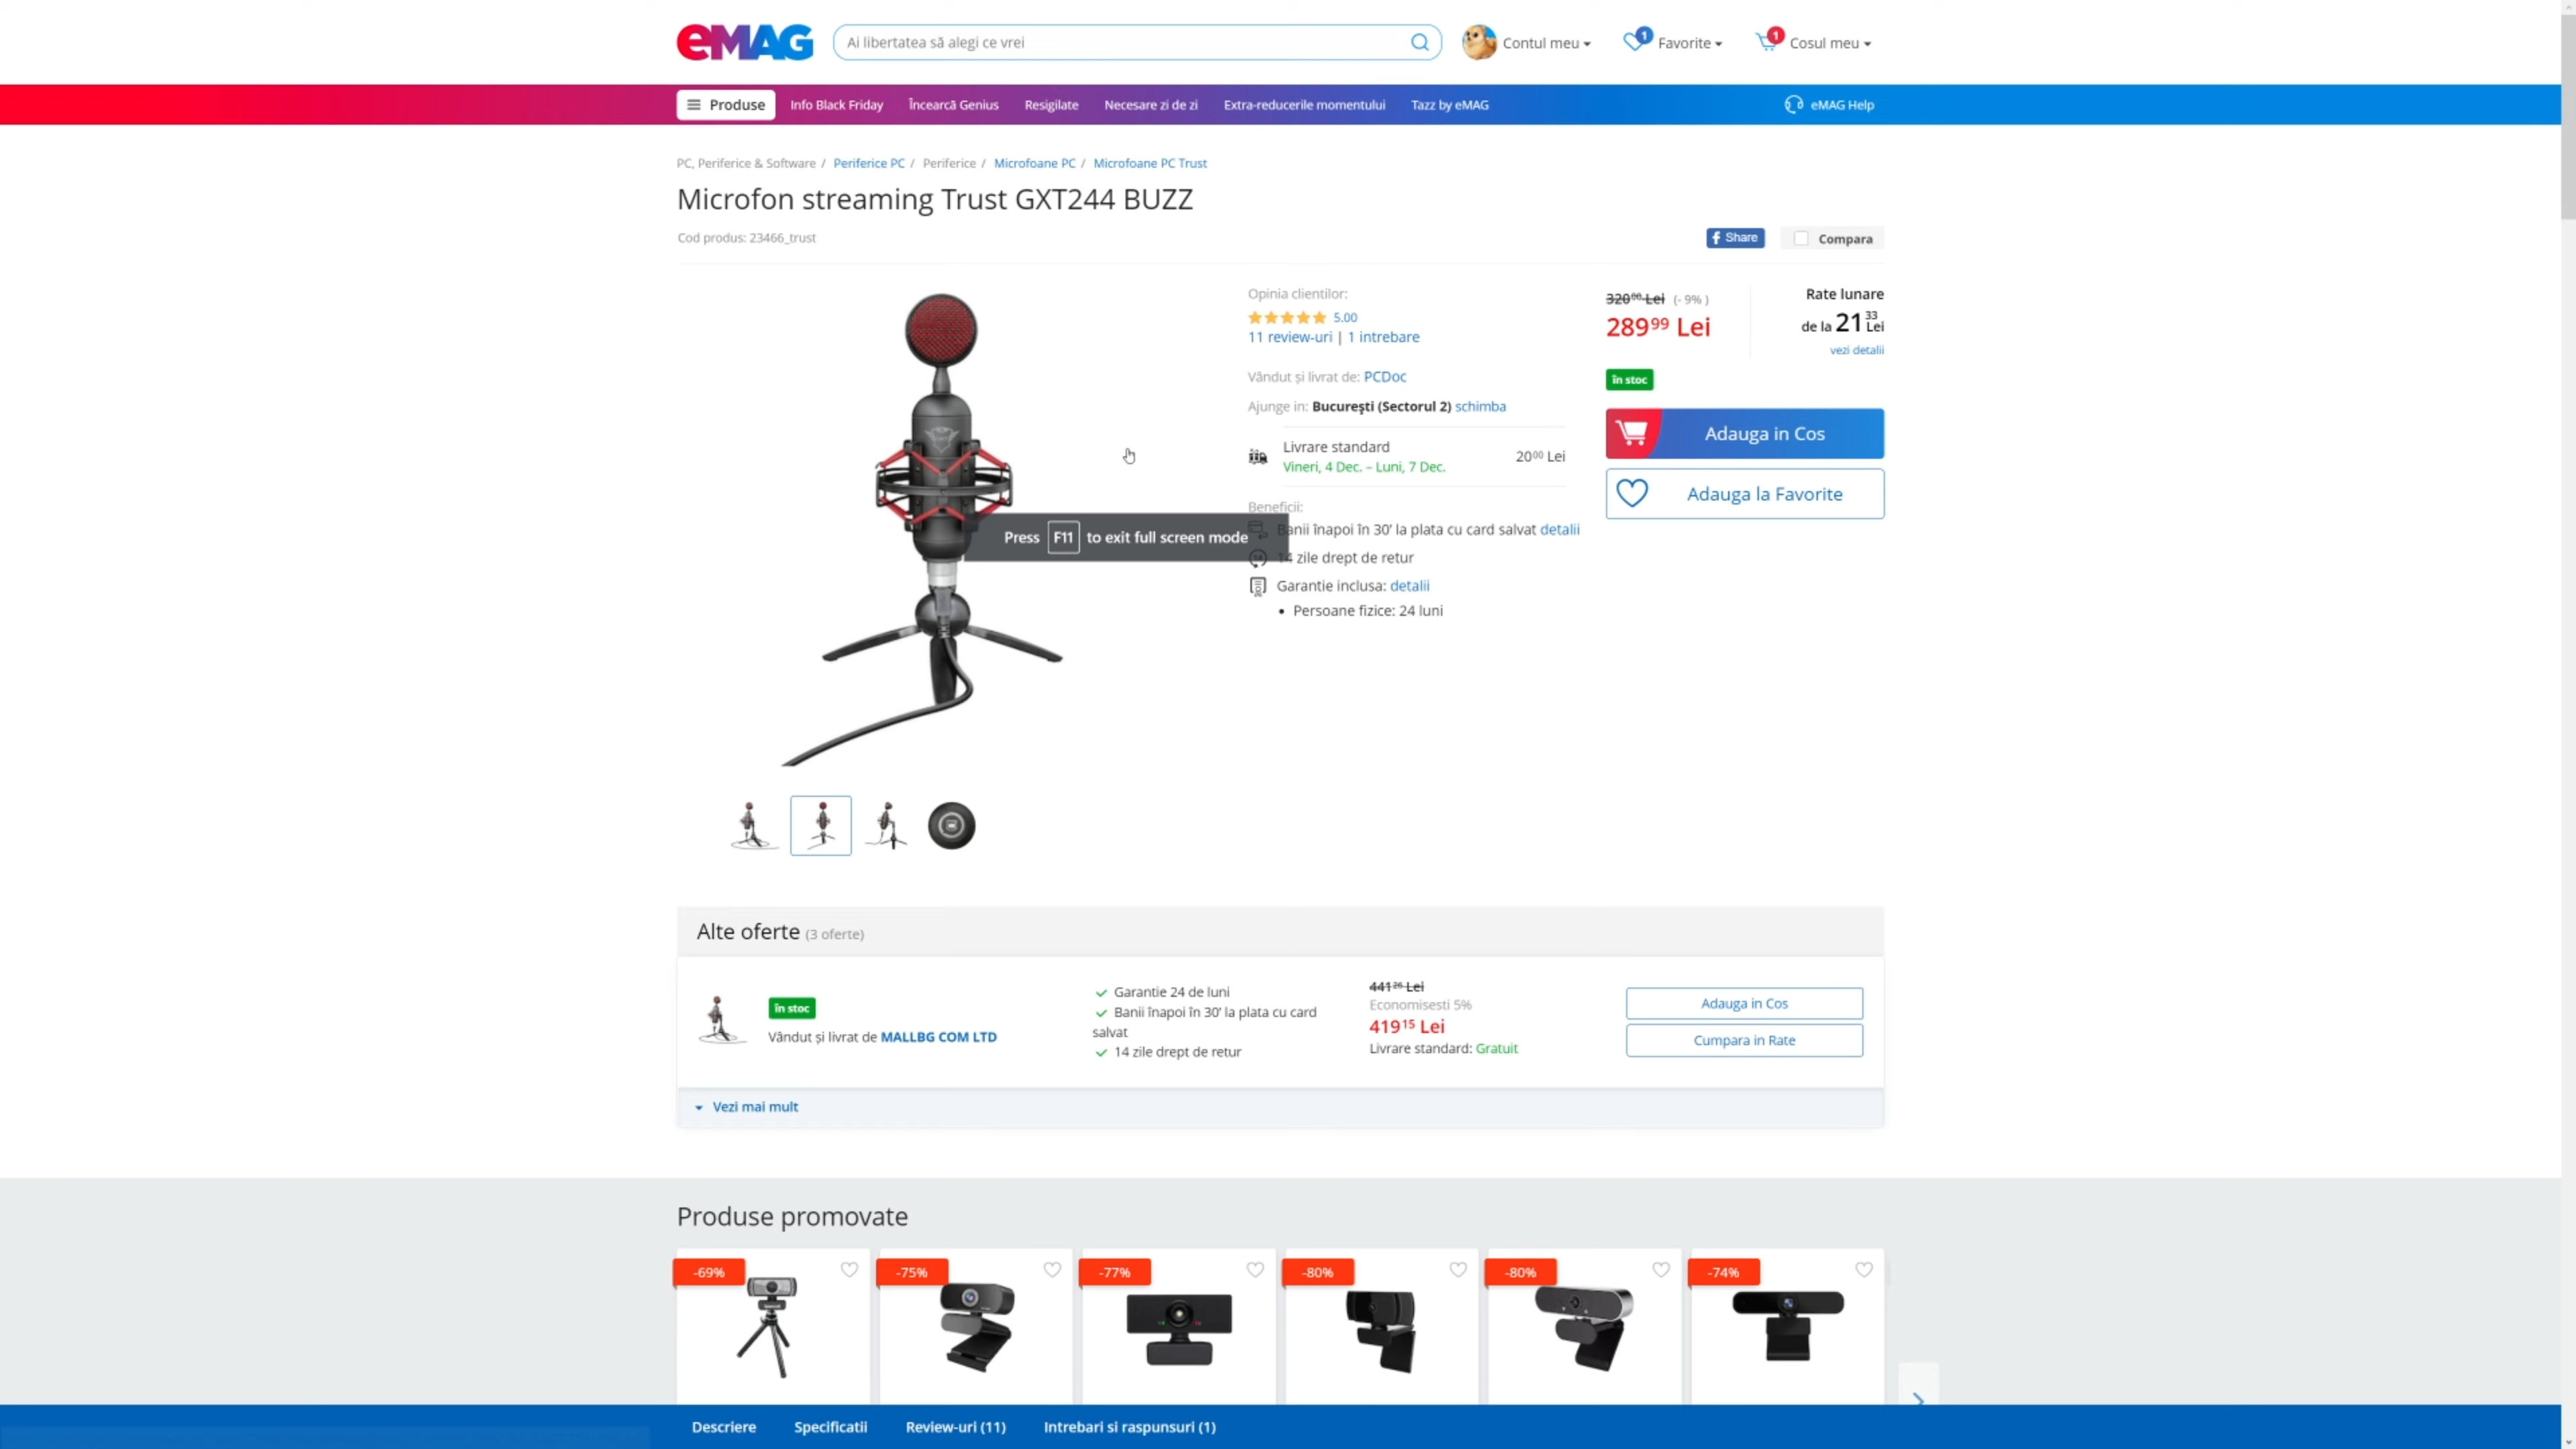 eMAG
Ai libertatea să alegi ce vrei
Contul meu
1
Favorite
1
Cosul meu
Produse
Info Black Friday
Încearcă Genius
Resigilate
Necesare zi de zi
Extra-reducerile momentului
Tazz by eMAG
eMAG Help
PC, Periferice & Software / Periferice PC / Periferice / Microfoane PC / Microfoane PC Trust
Microfon streaming Trust GXT244 BUZZ
Cod produs: 23466_trust
Share
Compara
Opinia clientilor:
5.00
11 review-uri | 1 intrebare
Vândut și livrat de: PCDoc
Ajunge in: Bucureşti (Sectorul 2) schimba
Livrare standard
Vineri, 4 Dec. – Luni, 7 Dec.
20⁰⁰ Lei
Beneficii:
Banii înapoi în 30’ la plata cu card salvat detalii
14 zile drept de retur
Garantie inclusa: detalii
• Persoane fizice: 24 luni
320⁰⁰ Lei (- 9% )
289⁹⁹ Lei
Rate lunare
de la 21³³ Lei
vezi detalii
în stoc
Adauga in Cos
Adauga la Favorite
Press F11 to exit full screen mode
Alte oferte (3 oferte)
în stoc
Vândut și livrat de MALLBG COM LTD
Garantie 24 de luni
Banii înapoi în 30’ la plata cu card
salvat
14 zile drept de retur
441²⁶ Lei
Economisesti 5%
419¹⁵ Lei
Livrare standard: Gratuit
Adauga in Cos
Cumpara in Rate
Vezi mai mult
Produse promovate
-69%
-75%
-77%
-80%
-80%
-74%
Descriere
Specificatii
Review-uri (11)
Intrebari si raspunsuri (1)